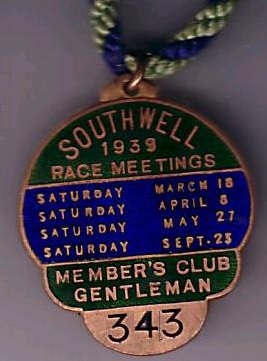 SOUTHWELL
1939
RACE MEETINGS
SATURDAY MARCH 18
SATURDAY APRIL 8
SATURDAY MAY 27
SATURDAY SEPT. 23
MEMBER'S CLUB
GENTLEMAN
343